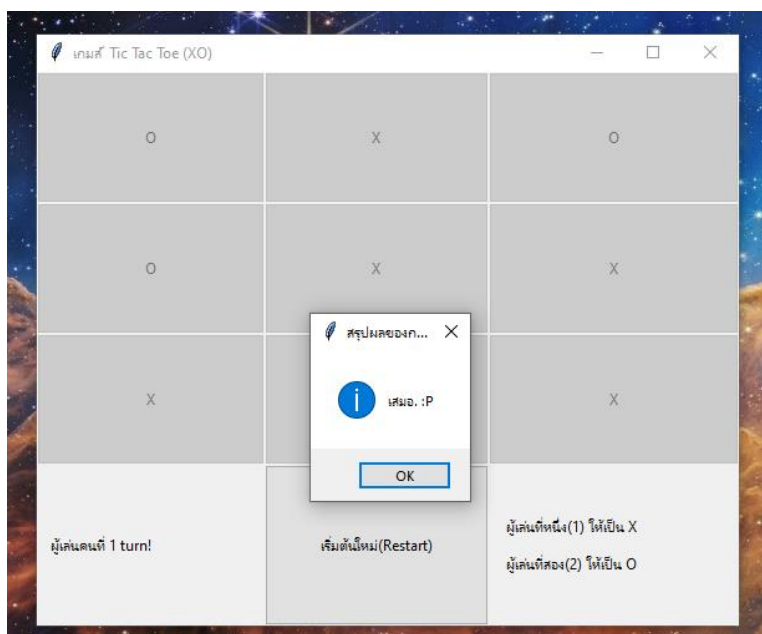 เกมส์ Tic Tac Toe (XO)
O X O
O X X
X X
สรุปผลของก...
เสมอ. :P
OK
ผู้เล่นคนที่ 1 turn!
เริ่มต้นใหม่(Restart)
ผู้เล่นที่หนึ่ง(1) ให้เป็น X
ผู้เล่นที่สอง(2) ให้เป็น O